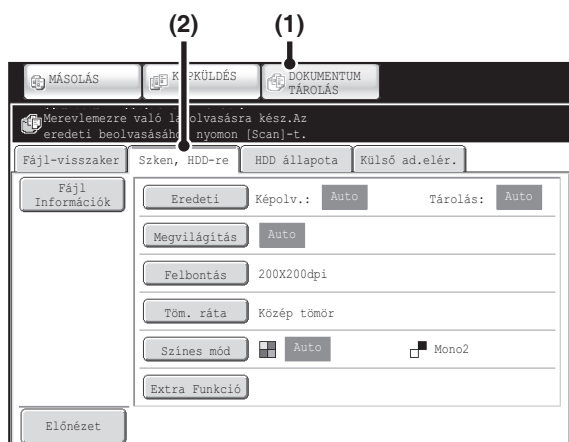 (2) (1)
MÁSOLÁS KÉPKÜLDÉS DOKUMENTUM
TÁROLÁS
Merevlemezre való beolvasásra kész.Az
eredeti beolvasásához nyomon [Scan]-t.
Fájl-visszaker Szken, HDD-re HDD állapota Külső ad.elér.
Fájl
Információk
Eredeti Képolv.: Auto Tárolás: Auto
Megvilágítás Auto
Felbontás 200X200dpi
Töm. ráta Közép tömör
Színes mód Auto Mono2
Extra Funkció
Előnézet